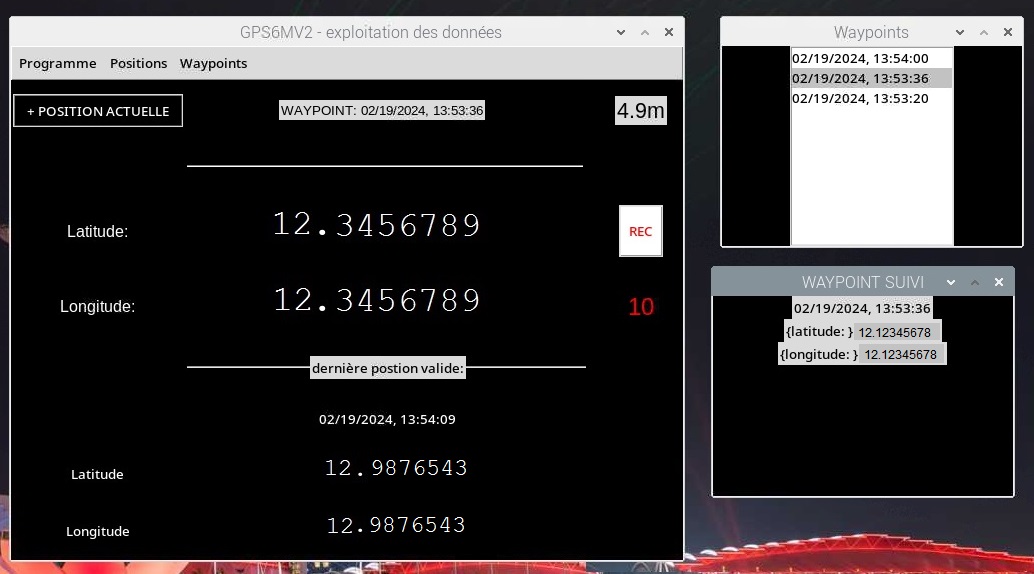 GPS6MV2 - exploitation des données
Programme Positions Waypoints
+ POSITION ACTUELLE
WAYPOINT: 02/19/2024, 13:53:36
4.9m
Latitude:
12.3456789
REC
Longitude:
12.3456789
10
dernière postion valide:
02/19/2024, 13:54:09
Latitude
12.9876543
Longitude
12.9876543
Waypoints
02/19/2024, 13:54:00
02/19/2024, 13:53:36
02/19/2024, 13:53:20
WAYPOINT SUIVI
02/19/2024, 13:53:36
{latitude: } 12.12345678
{longitude: } 12.12345678